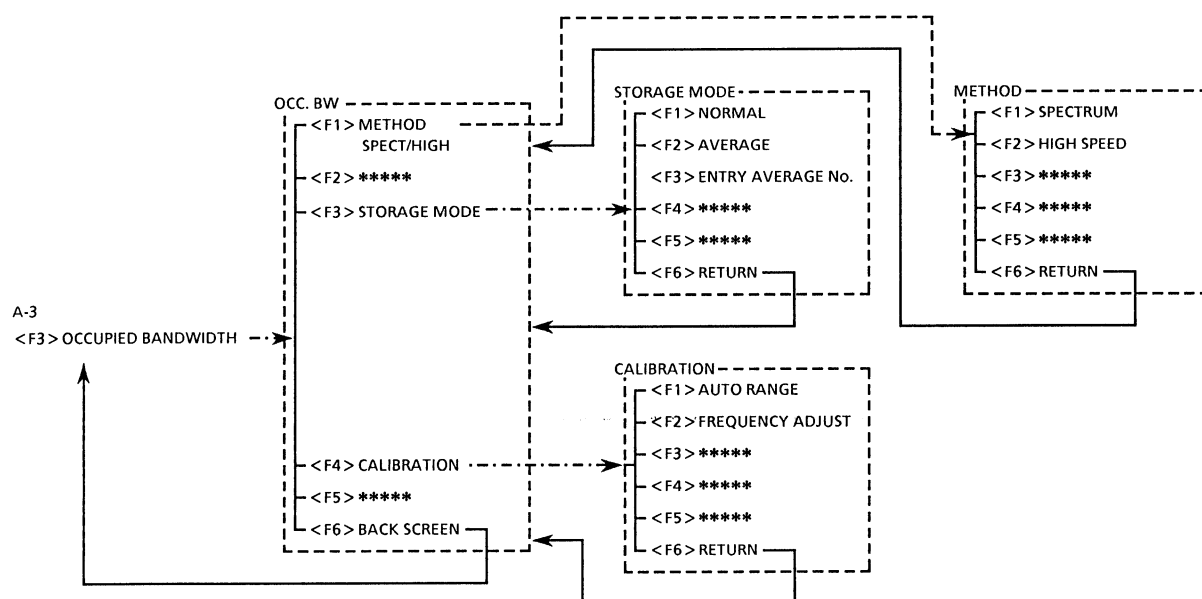 A-3
<F3> OCCUPIED BANDWIDTH
OCC. BW
<F1> METHOD
SPECT/HIGH
<F2> *****
<F3> STORAGE MODE
<F4> CALIBRATION
<F5> *****
<F6> BACK SCREEN
STORAGE MODE
<F1> NORMAL
<F2> AVERAGE
<F3> ENTRY AVERAGE No.
<F4> *****
<F5> *****
<F6> RETURN
CALIBRATION
<F1> AUTO RANGE
<F2> FREQUENCY ADJUST
<F3> *****
<F4> *****
<F5> *****
<F6> RETURN
METHOD
<F1> SPECTRUM
<F2> HIGH SPEED
<F3> *****
<F4> *****
<F5> *****
<F6> RETURN